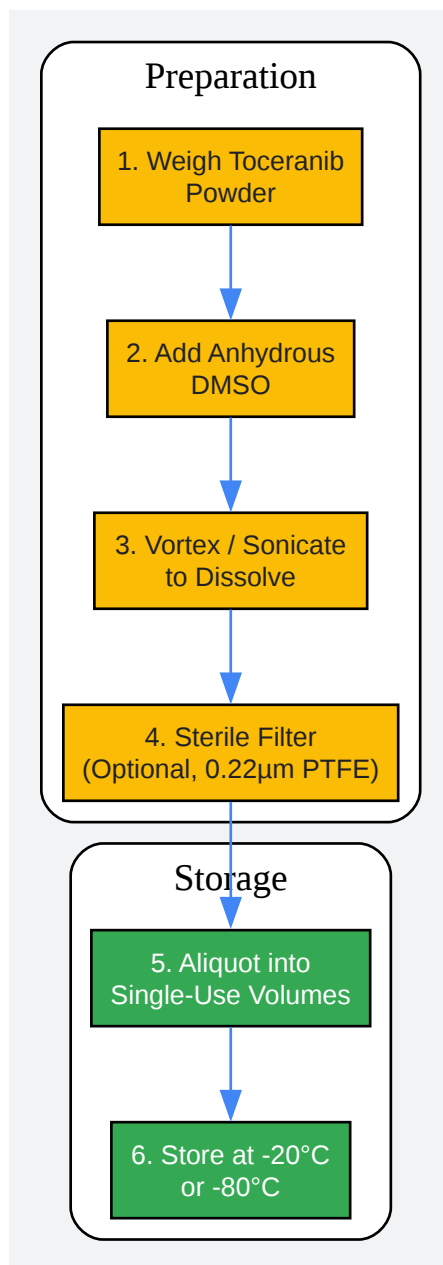 Preparation
1. Weigh Toceranib
Powder
2. Add Anhydrous
DMSO
3. Vortex / Sonicate
to Dissolve
4. Sterile Filter
(Optional, 0.22µm PTFE)
Storage
5. Aliquot into
Single-Use Volumes
6. Store at -20°C
or -80°C